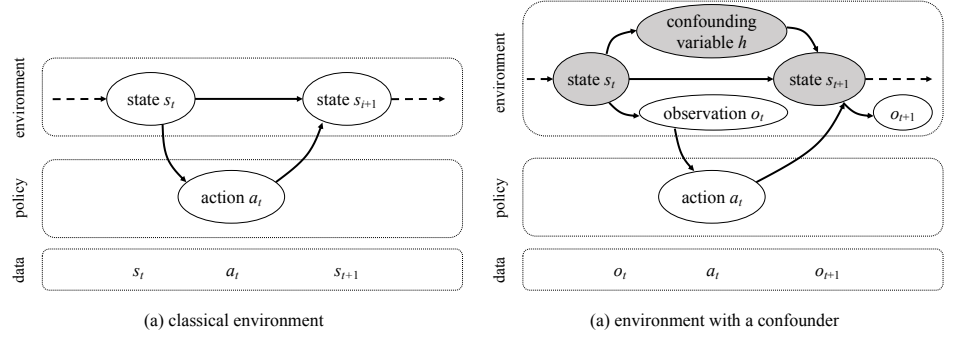 environment
state s_t
state s_{i+1}
policy
action a_t
data
s_t a_t s_{t+1}
(a) classical environment
environment
confounding
variable h
state s_t
state s_{t+1}
observation o_t
o_{t+1}
policy
action a_t
data
o_t a_t o_{t+1}
(a) environment with a confounder